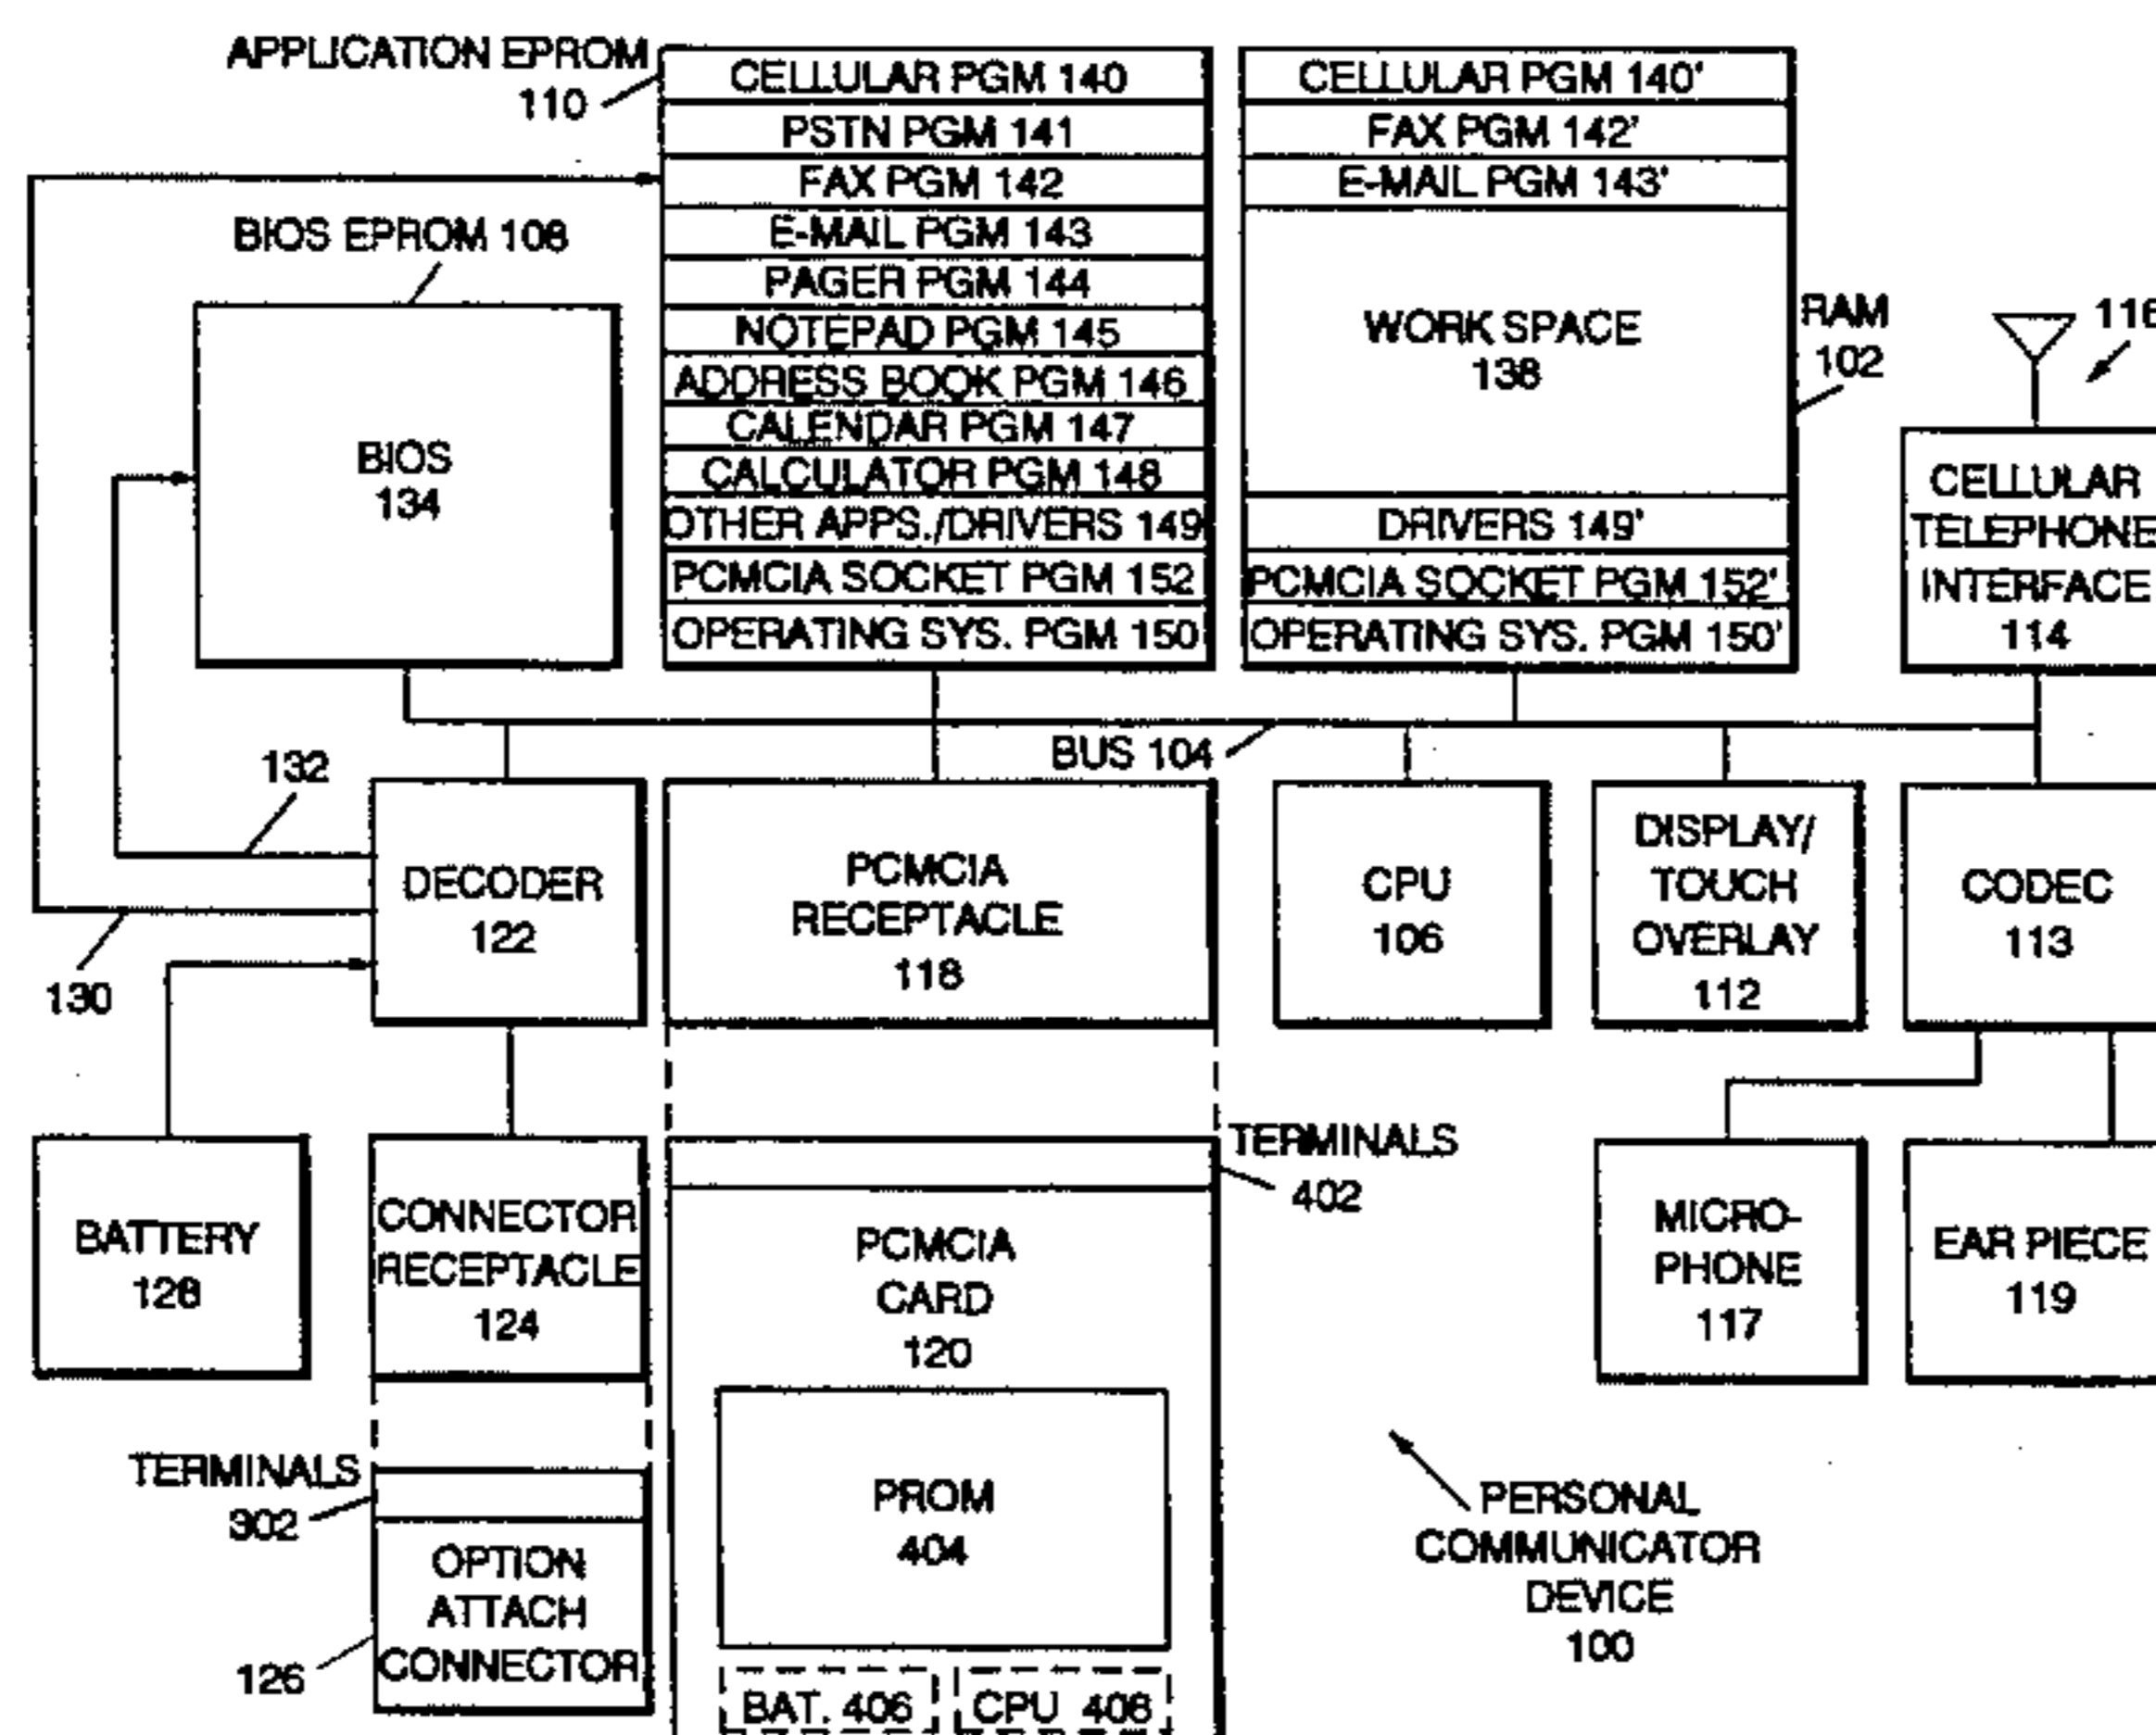 APPLICATION EPROM
110
CELLULAR PGM 140
PSTN PGM 141
FAX PGM 142
E-MAIL PGM 143
PAGER PGM 144
NOTEPAD PGM 145
ADDRESS BOOK PGM 146
CALENDAR PGM 147
CALCULATOR PGM 148
OTHER APPS./DRIVERS 149
PCMCIA SOCKET PGM 152
OPERATING SYS. PGM 150
CELLULAR PGM 140'
FAX PGM 142'
E-MAIL PGM 143'
WORK SPACE
138
DRIVERS 149'
PCMCIA SOCKET PGM 152'
OPERATING SYS. PGM 150'
RAM
102
116
CELLULAR
TELEPHONE
INTERFACE
114
BIOS EPROM 108
BIOS
134
BUS 104
132
130
DECODER
122
PCMCIA
RECEPTACLE
118
CPU
106
DISPLAY/
TOUCH
OVERLAY
112
CODEC
113
BATTERY
128
CONNECTOR
RECEPTACLE
124
TERMINALS
402
PCMCIA
CARD
120
PROM
404
BAT. 406
CPU 408
MICRO-
PHONE
117
EAR PIECE
119
TERMINALS
302
OPTION
ATTACH
CONNECTOR
126
PERSONAL
COMMUNICATOR
DEVICE
100